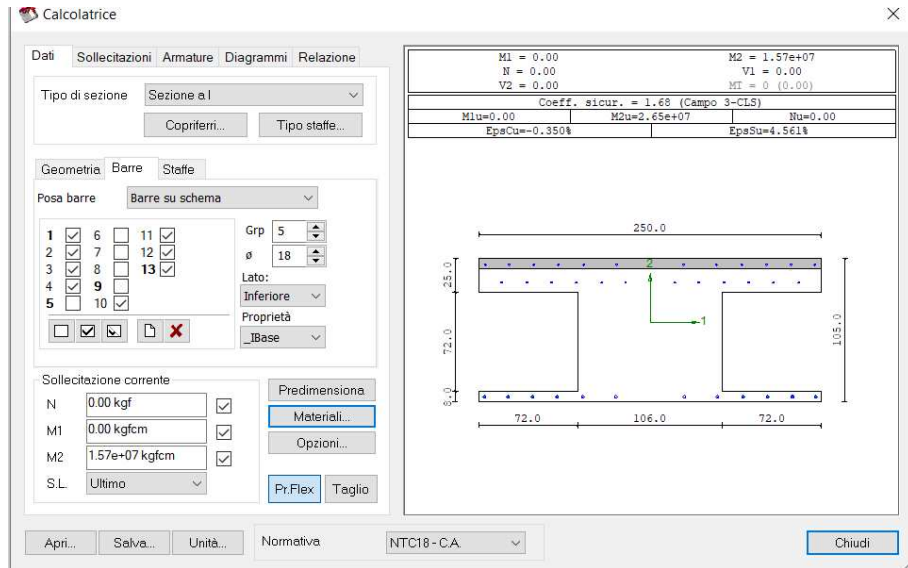 Calcolatrice
Dati Sollecitazioni Armature Diagrammi Relazione
Tipo di sezione Sezione a I
Copriferri... Tipo staffe...
Geometria Barre Staffe
Posa barre Barre su schema
1 6 11
2 7 12
3 8 13
4 9
5 10
Grp 5
ø 18
Lato:
Inferiore
Proprietà
_IBase
Sollecitazione corrente
N 0.00 kgf
M1 0.00 kgfcm
M2 1.57e+07 kgfcm
S.L. Ultimo
Predimensiona
Materiali...
Opzioni...
Pr.Flex Taglio
M1 = 0.00 M2 = 1.57e+07
N = 0.00 V1 = 0.00
V2 = 0.00 MT = 0 (0.00)
Coeff. sicur. = 1.68 (Campo 3-CLS)
M1u=0.00 M2u=2.65e+07 Nu=0.00
EpsCu=-0.350% EpsSu=4.561%
250.0
2
25.0
1
72.0
105.0
8.0
72.0 106.0 72.0
Apri... Salva... Unità... Normativa NTC18 - C.A. Chiudi